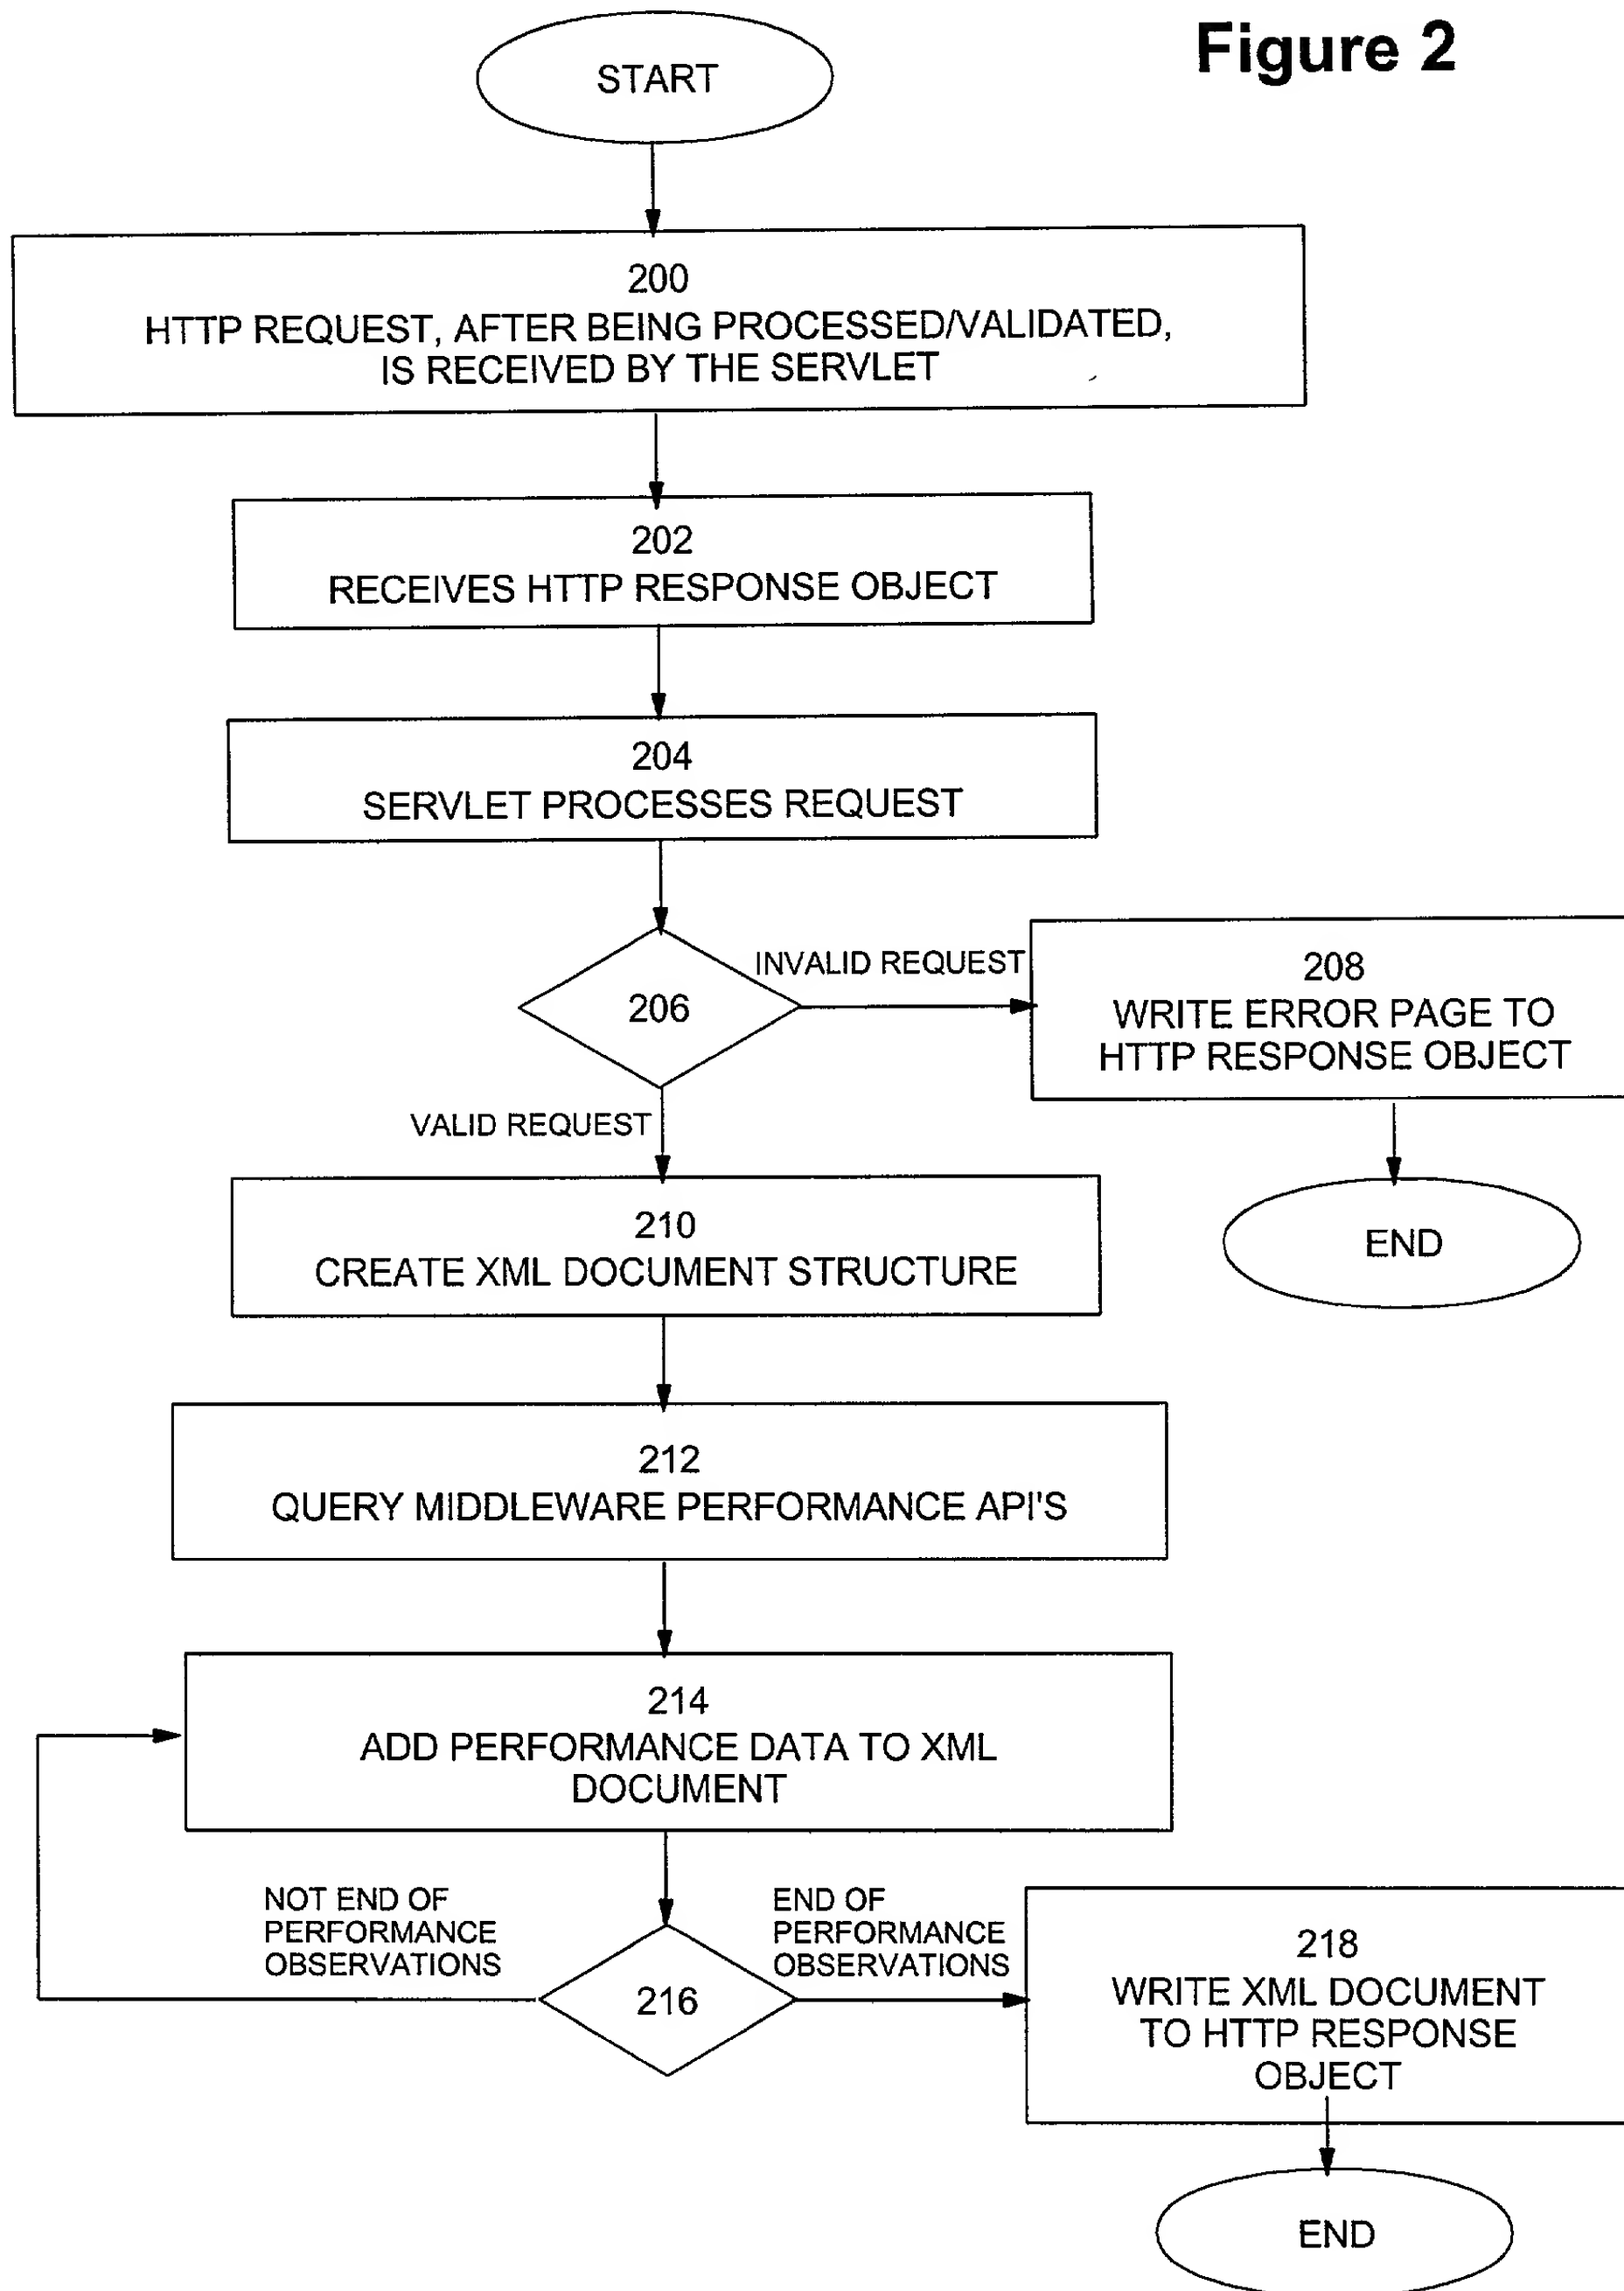 Figure 2
START
200
HTTP REQUEST, AFTER BEING PROCESSED/VALIDATED,
IS RECEIVED BY THE SERVLET
202
RECEIVES HTTP RESPONSE OBJECT
204
SERVLET PROCESSES REQUEST
206
INVALID REQUEST
208
WRITE ERROR PAGE TO
HTTP RESPONSE OBJECT
END
VALID REQUEST
210
CREATE XML DOCUMENT STRUCTURE
212
QUERY MIDDLEWARE PERFORMANCE API'S
214
ADD PERFORMANCE DATA TO XML
DOCUMENT
NOT END OF
PERFORMANCE
OBSERVATIONS
216
END OF
PERFORMANCE
OBSERVATIONS
218
WRITE XML DOCUMENT
TO HTTP RESPONSE
OBJECT
END